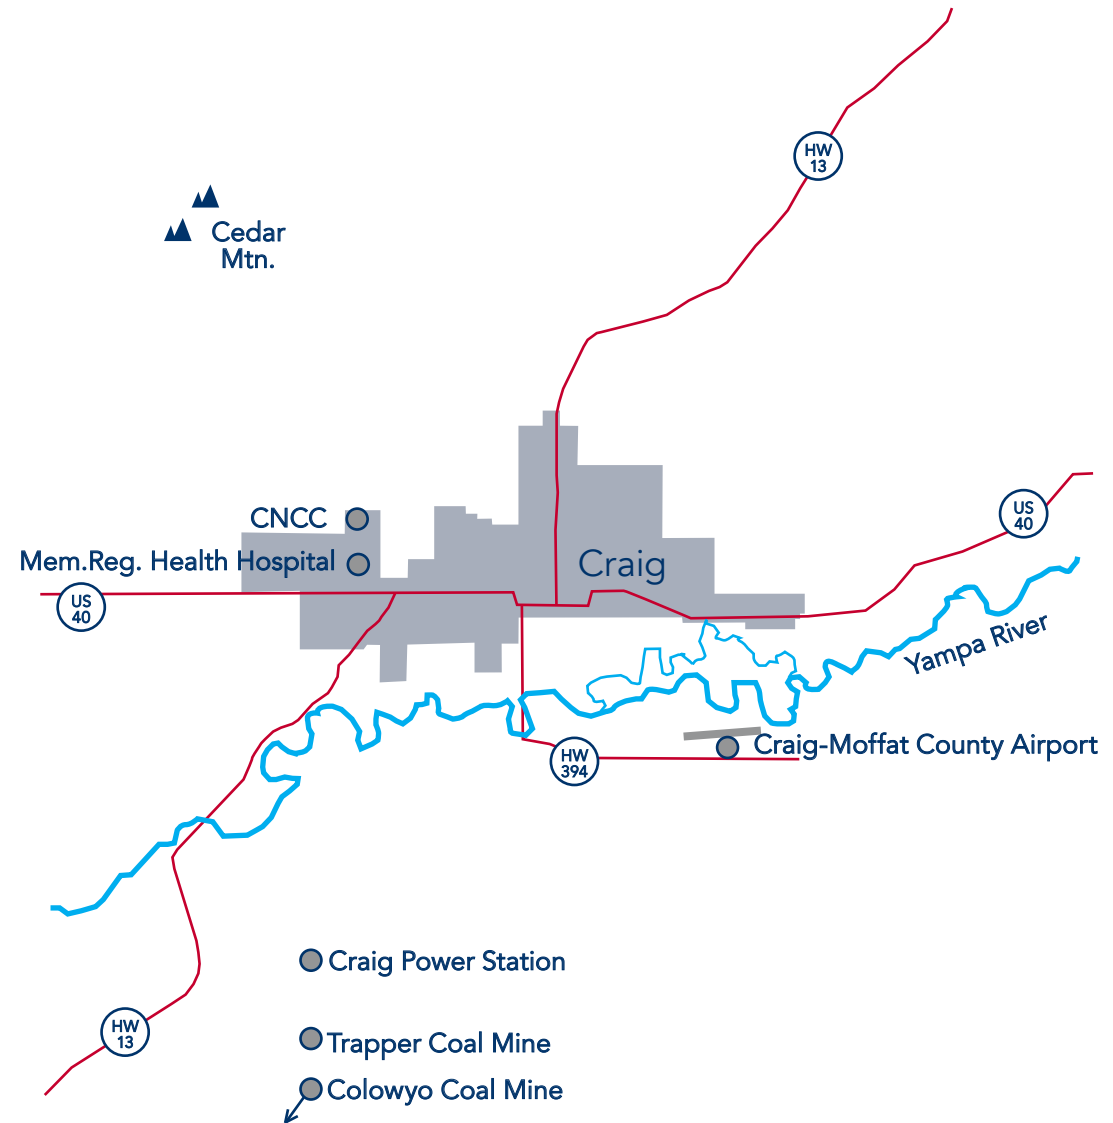 HW
13
Cedar
Mtn.
CNCC
US
40
Mem.Reg. Health Hospital
Craig
US
40
Yampa River
Craig-Moffat County Airport
HW
394
Craig Power Station
HW
13
Trapper Coal Mine
Colowyo Coal Mine